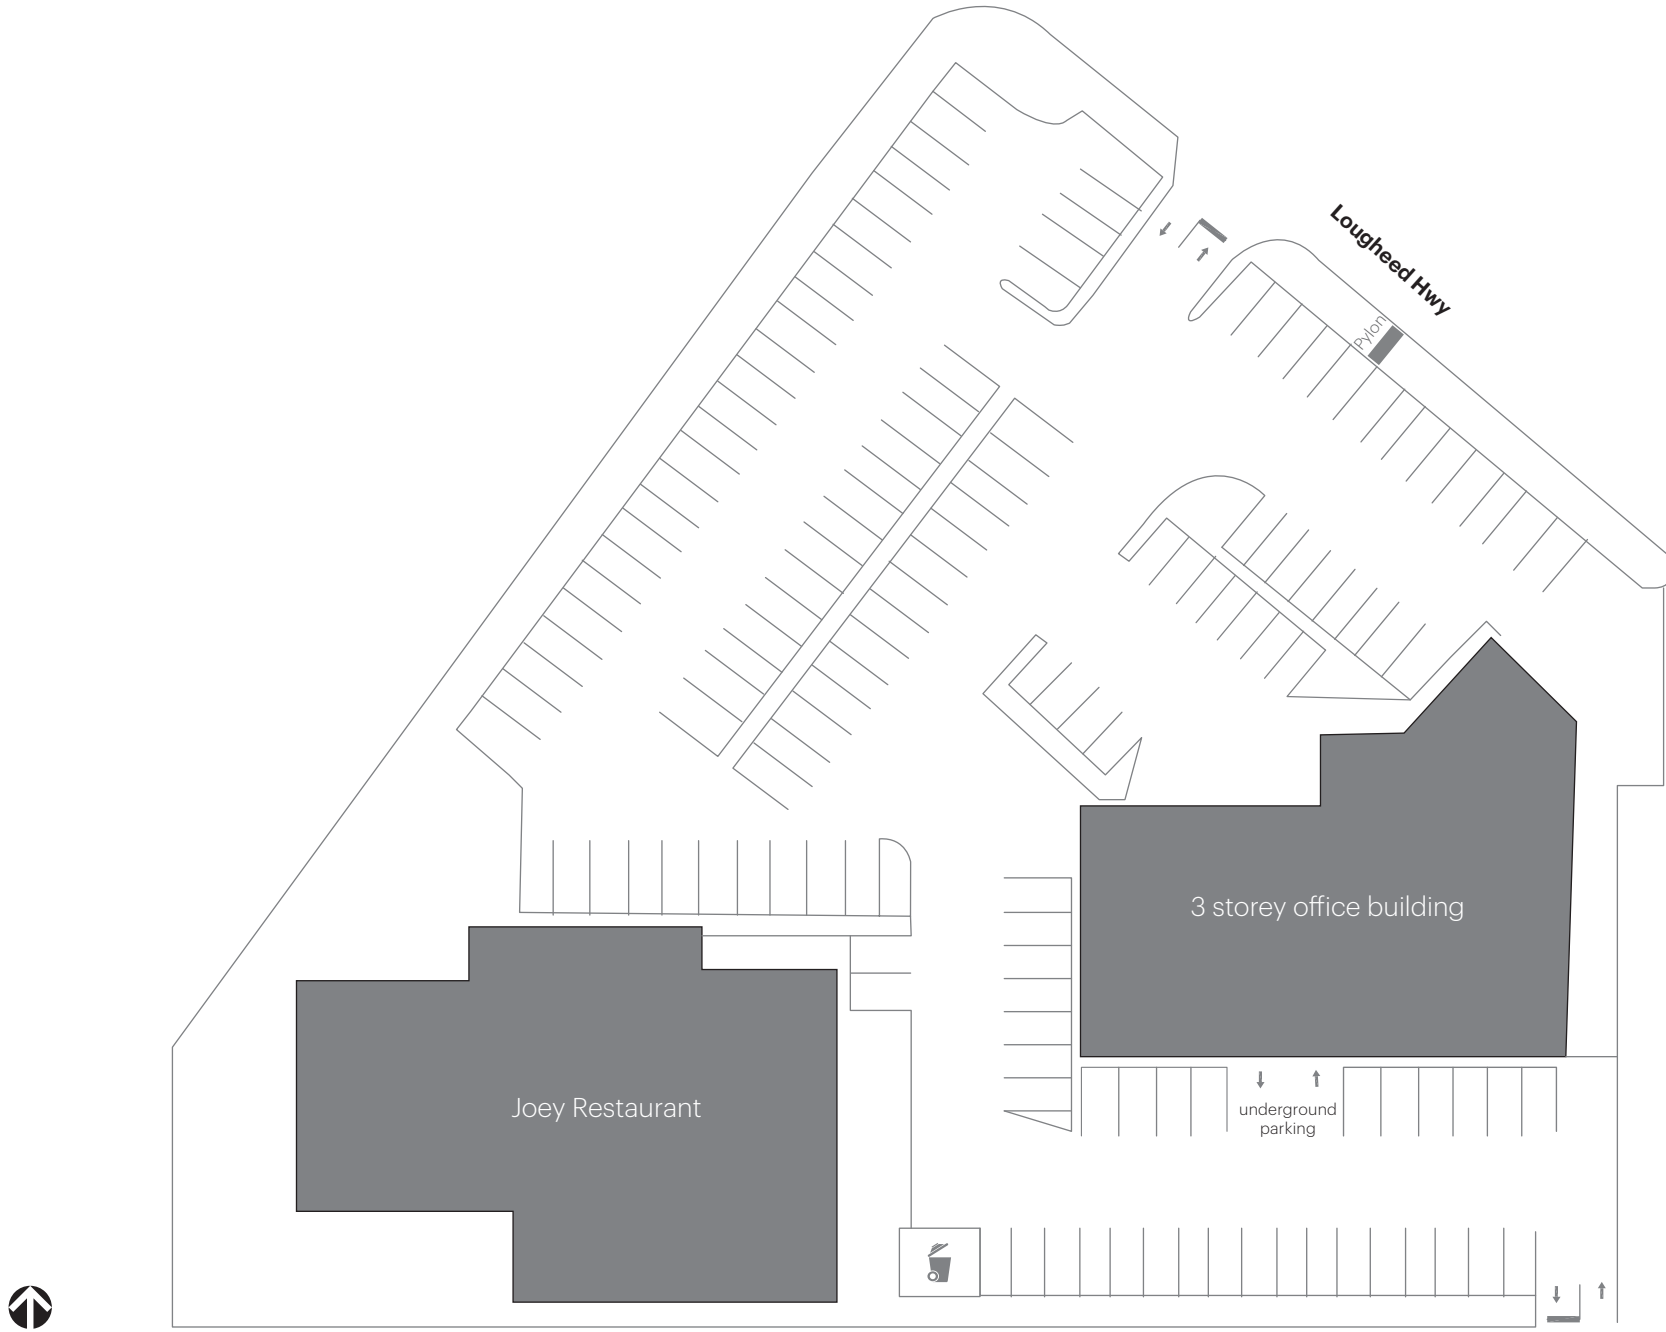 Lougheed Hwy
Pylon
3 storey office building
Joey Restaurant
underground
parking